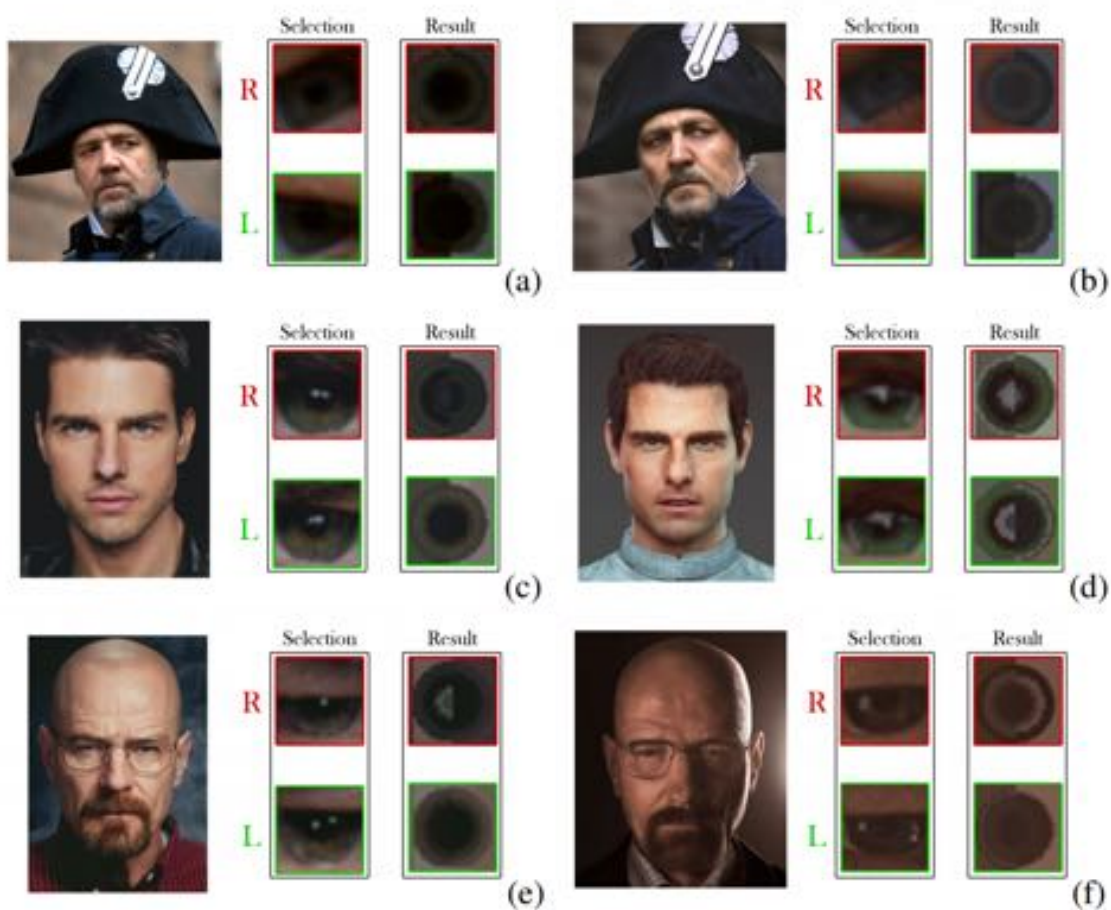 Selection Result Selection Result
R R
L L
(a) (b)
Selection Result Selection Result
R R
L L
(c) (d)
Selection Result Selection Result
R R
L L
(e) (f)